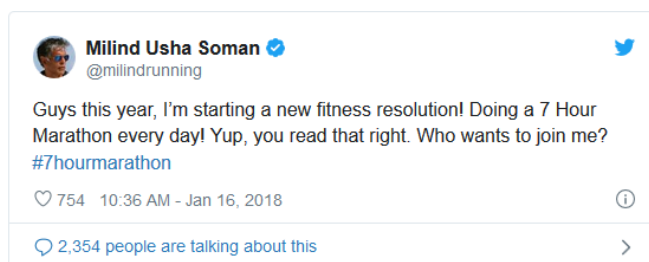 Milind Usha Soman
@milindrunning
Guys this year, I'm starting a new fitness resolution! Doing a 7 Hour
Marathon every day! Yup, you read that right. Who wants to join me?
#7hourmarathon
754 10:36 AM - Jan 16, 2018
2,354 people are talking about this